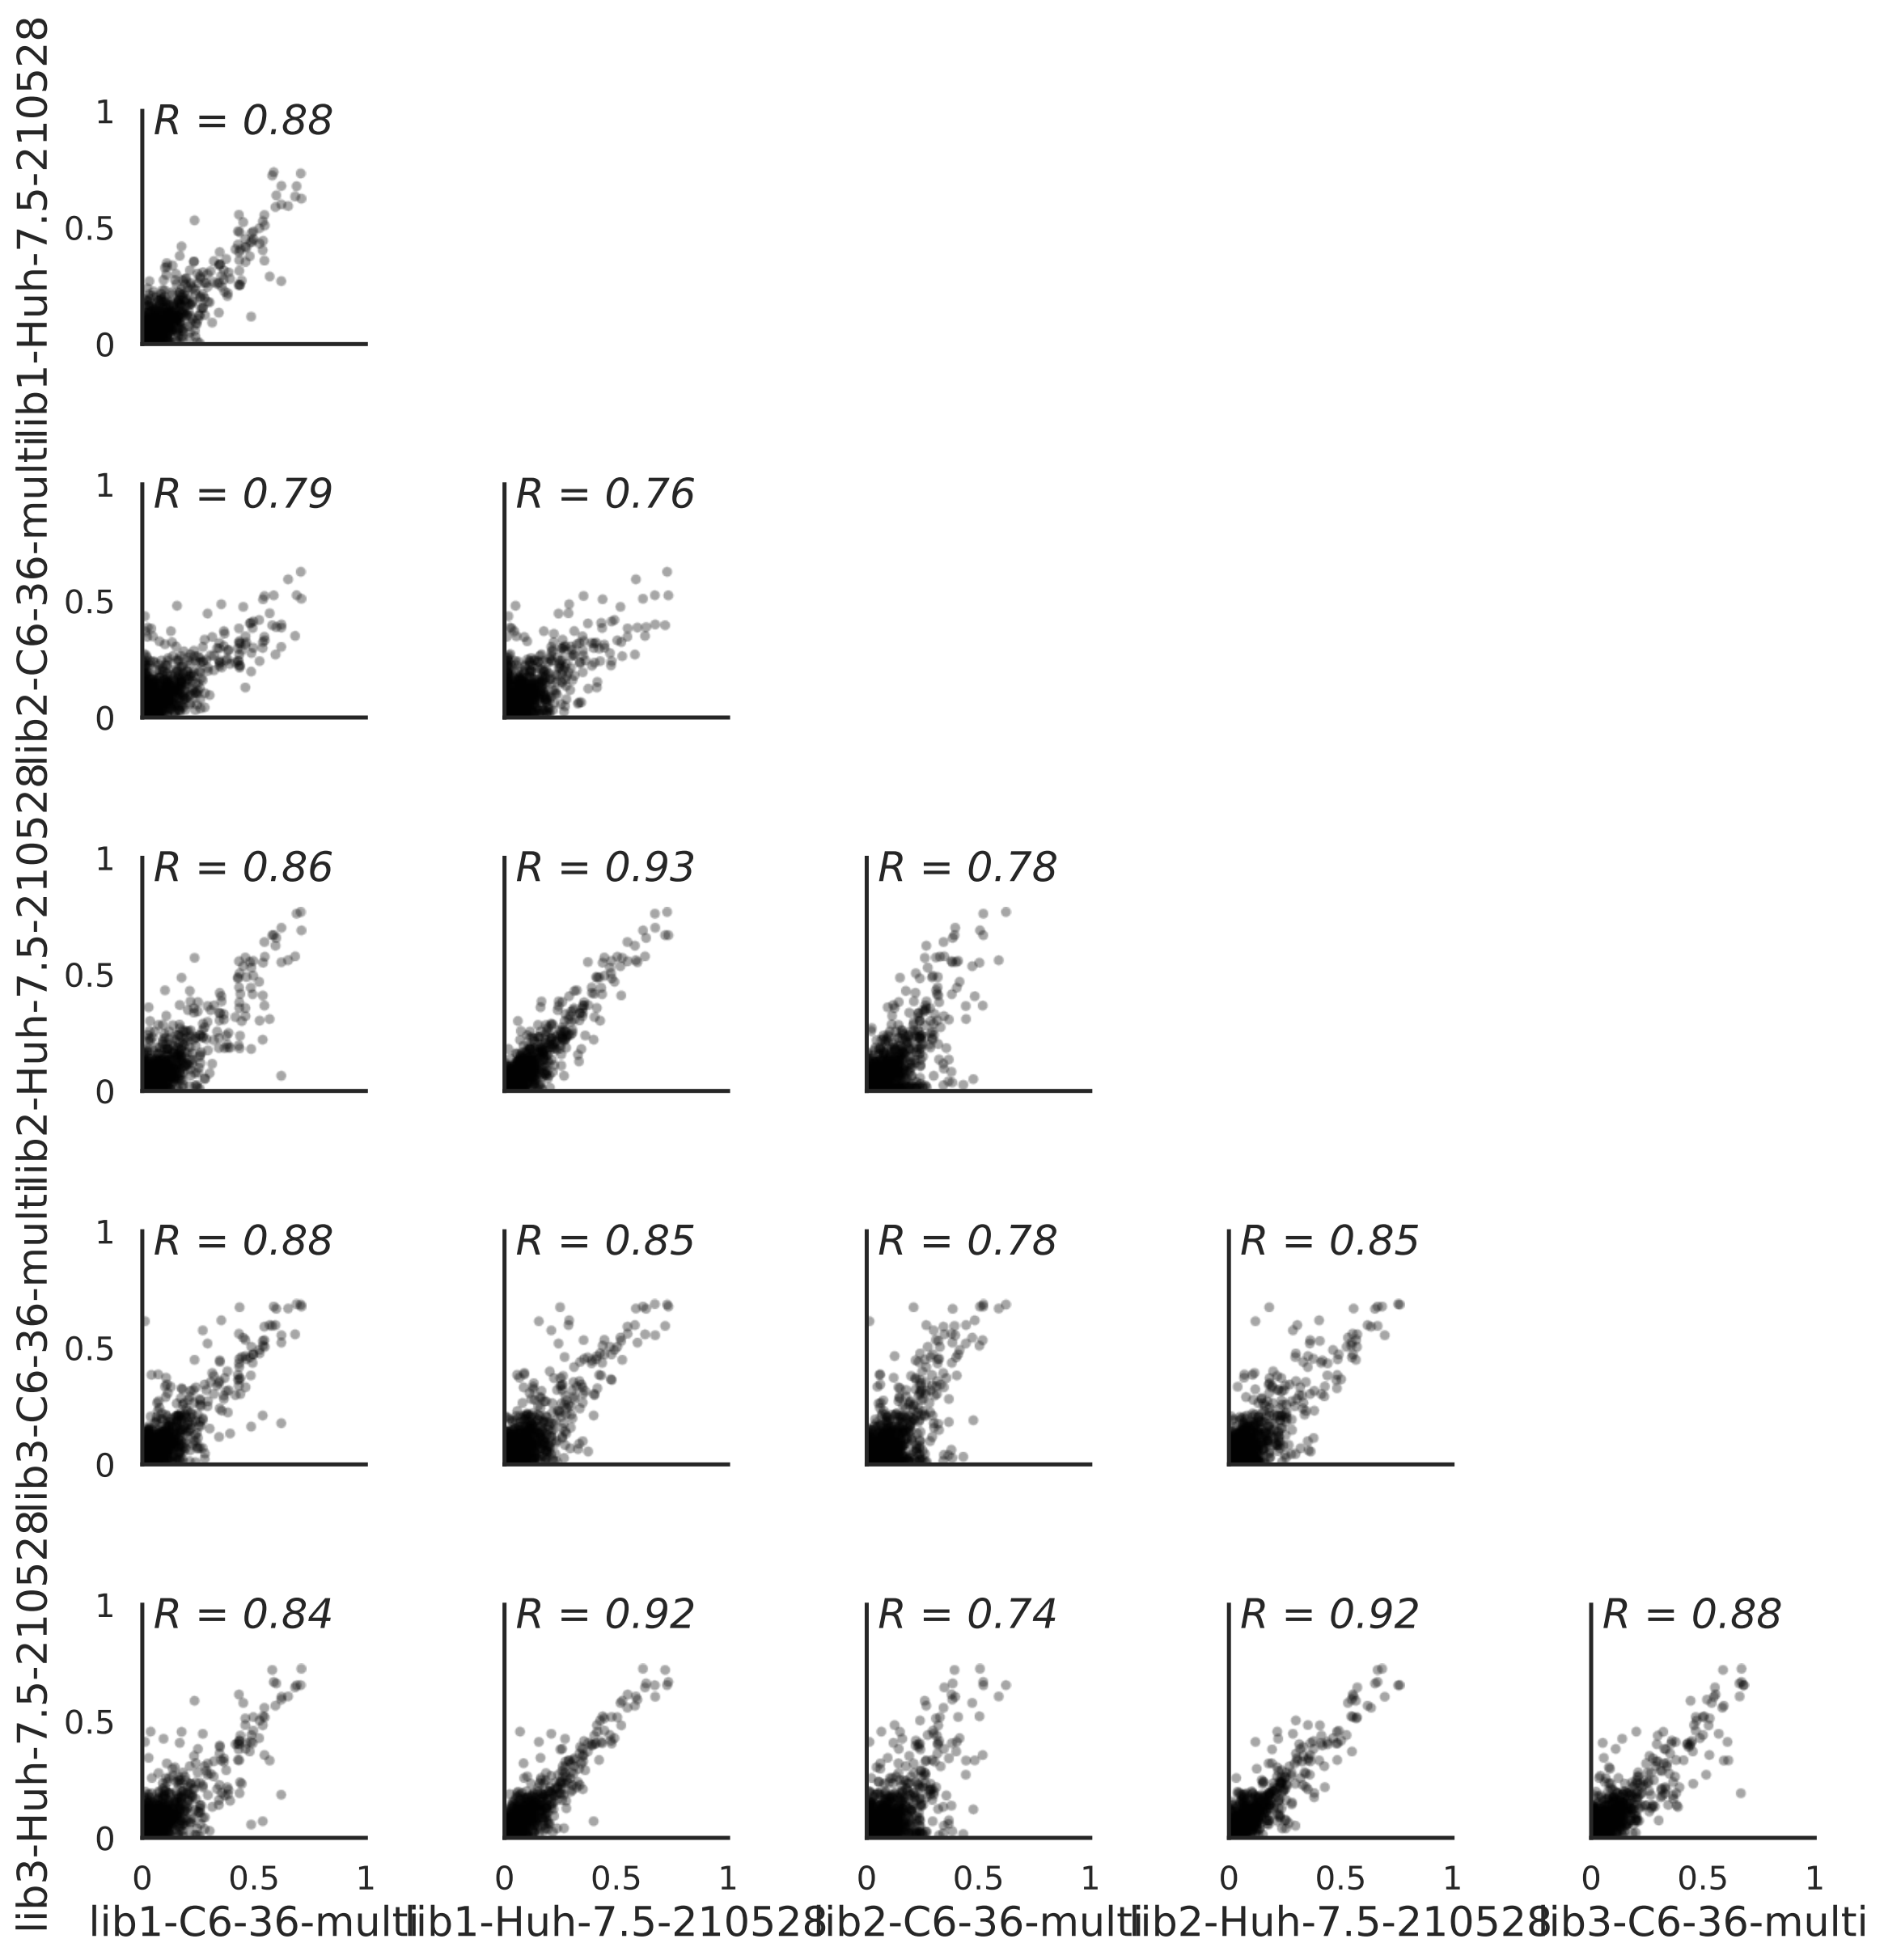 lib1-Huh-7.5-210528
1
R = 0.88
0.5
0
lib2-C6-36-multi
1
R = 0.79
R = 0.76
0.5
0
lib2-Huh-7.5-210528
1
R = 0.86
R = 0.93
R = 0.78
0.5
0
lib3-C6-36-multi
1
R = 0.88
R = 0.85
R = 0.78
R = 0.85
0.5
0
lib3-Huh-7.5-210528
1
R = 0.84
R = 0.92
R = 0.74
R = 0.92
R = 0.88
0.5
0
0 0.5 1
0 0.5 1
0 0.5 1
0 0.5 1
0 0.5 1
lib1-C6-36-multi
lib1-Huh-7.5-210528
lib2-C6-36-multi
lib2-Huh-7.5-210528
lib3-C6-36-multi